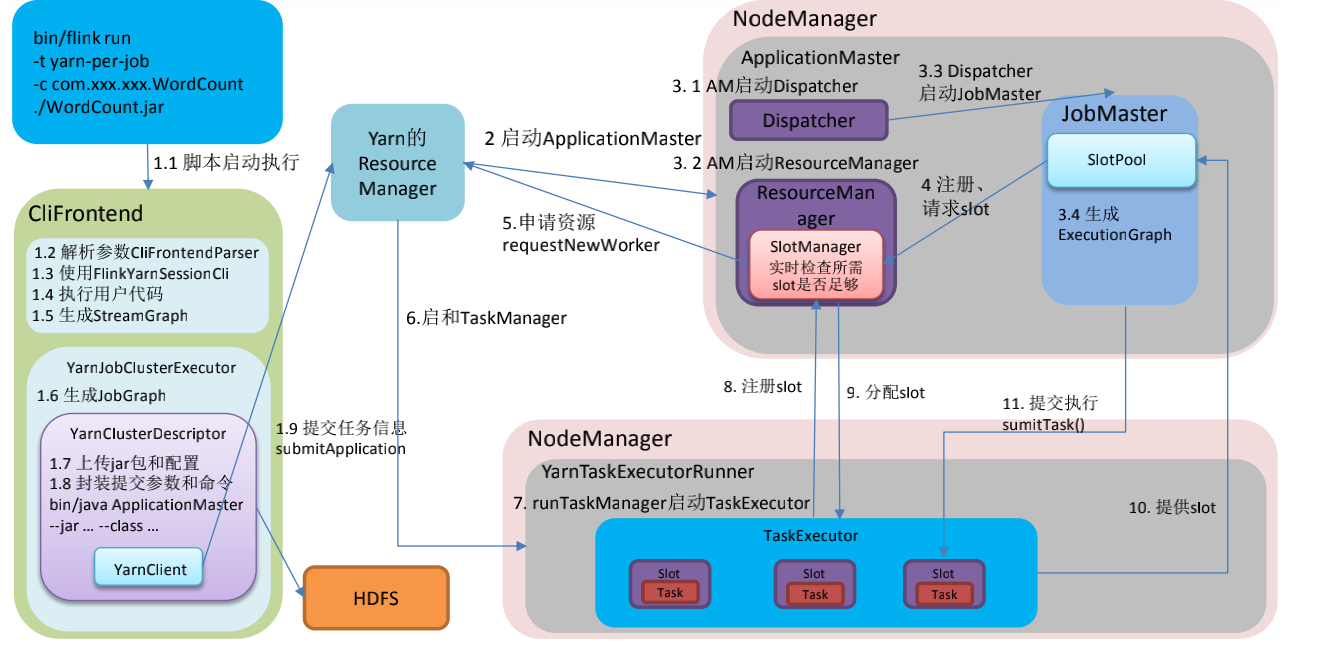 bin/flink run
-t yarn-per-job
-c com.xxx.xxx.WordCount
./WordCount.jar
1.1 脚本启动执行
CliFrontend
1.2 解析参数CliFrontendParser
1.3 使用FlinkYarnSessionCli
1.4 执行用户代码
1.5 生成StreamGraph
YarnJobClusterExecutor
1.6 生成JobGraph
YarnClusterDescriptor
1.7 上传jar包和配置
1.8 封装提交参数和命令
bin/java ApplicationMaster
--jar ... --class ...
YarnClient
HDFS
1.9 提交任务信息
submitApplication
Yarn的
Resource
Manager
2 启动ApplicationMaster
NodeManager
ApplicationMaster
3. 1 AM启动Dispatcher
Dispatcher
3. 2 AM启动ResourceManager
ResourceMan
ager
SlotManager
实时检查所需
slot是否足够
3.3 Dispatcher
启动JobMaster
JobMaster
SlotPool
3.4 生成
ExecutionGraph
4 注册、
请求slot
5.申请资源
requestNewWorker
6.启和TaskManager
NodeManager
YarnTaskExecutorRunner
7. runTaskManager启动TaskExecutor
TaskExecutor
Slot
Task
Slot
Task
Slot
Task
8. 注册slot
9. 分配slot
10. 提供slot
11. 提交执行
sumitTask()